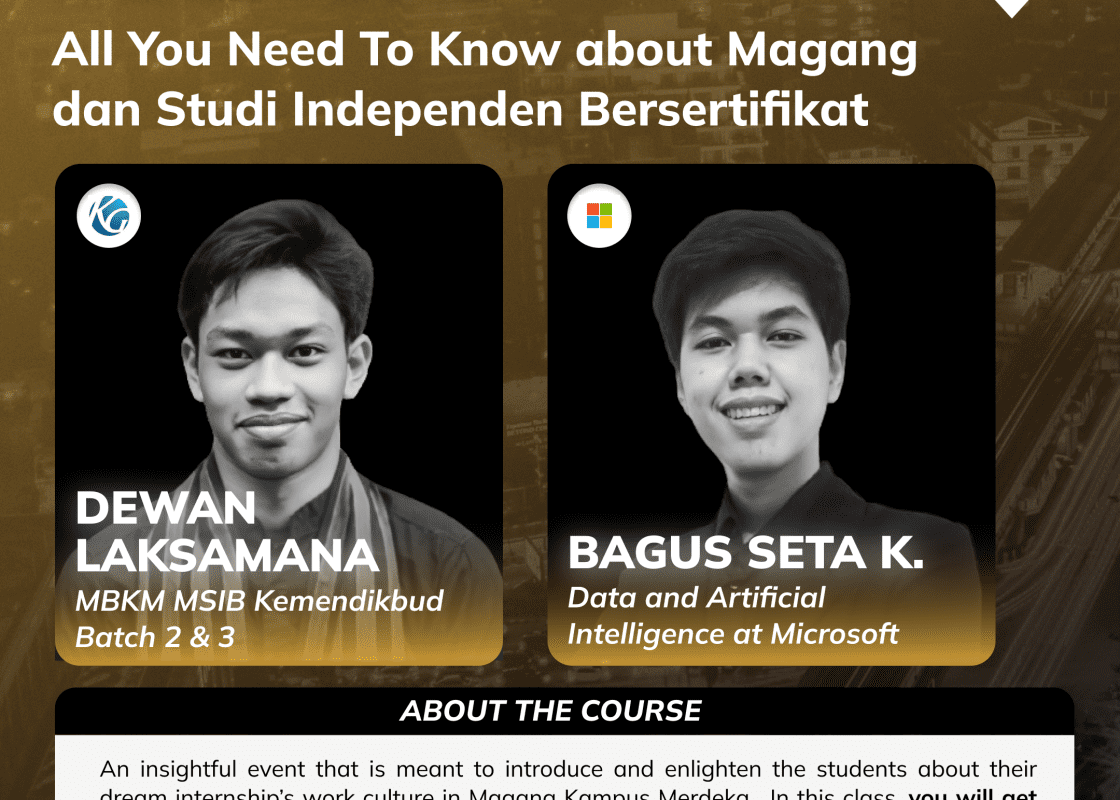 All You Need To Know about Magang
dan Studi Independen Bersertifikat
KG
DEWAN
LAKSAMANA
MBKM MSIB Kemendikbud
Batch 2 & 3
BAGUS SETA K.
Data and Artificial
Intelligence at Microsoft
ABOUT THE COURSE
An insightful event that is meant to introduce and enlighten the students about their
dream internship's work culture in Magang Kampus Merdeka. In this class, you will get